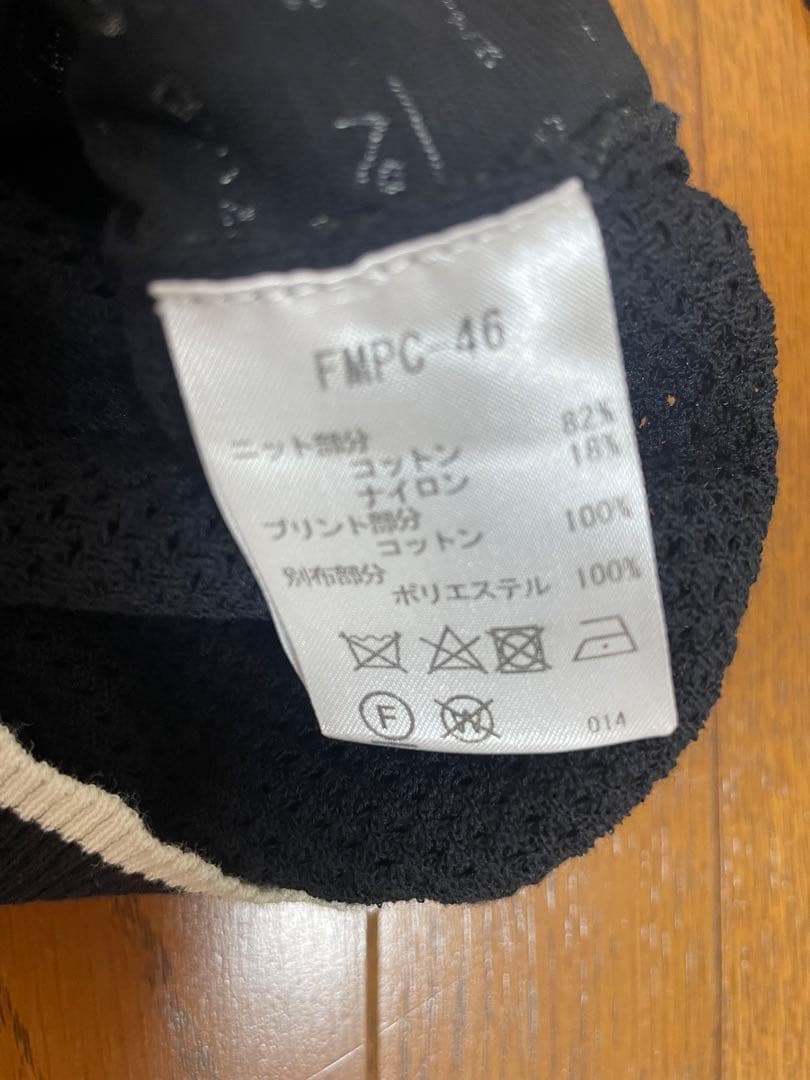 FMPC-46
ニット部分
コットン 82%
ナイロン 18%
プリント部分
コットン 100%
別布部分
ポリエステル 100%
F W
014